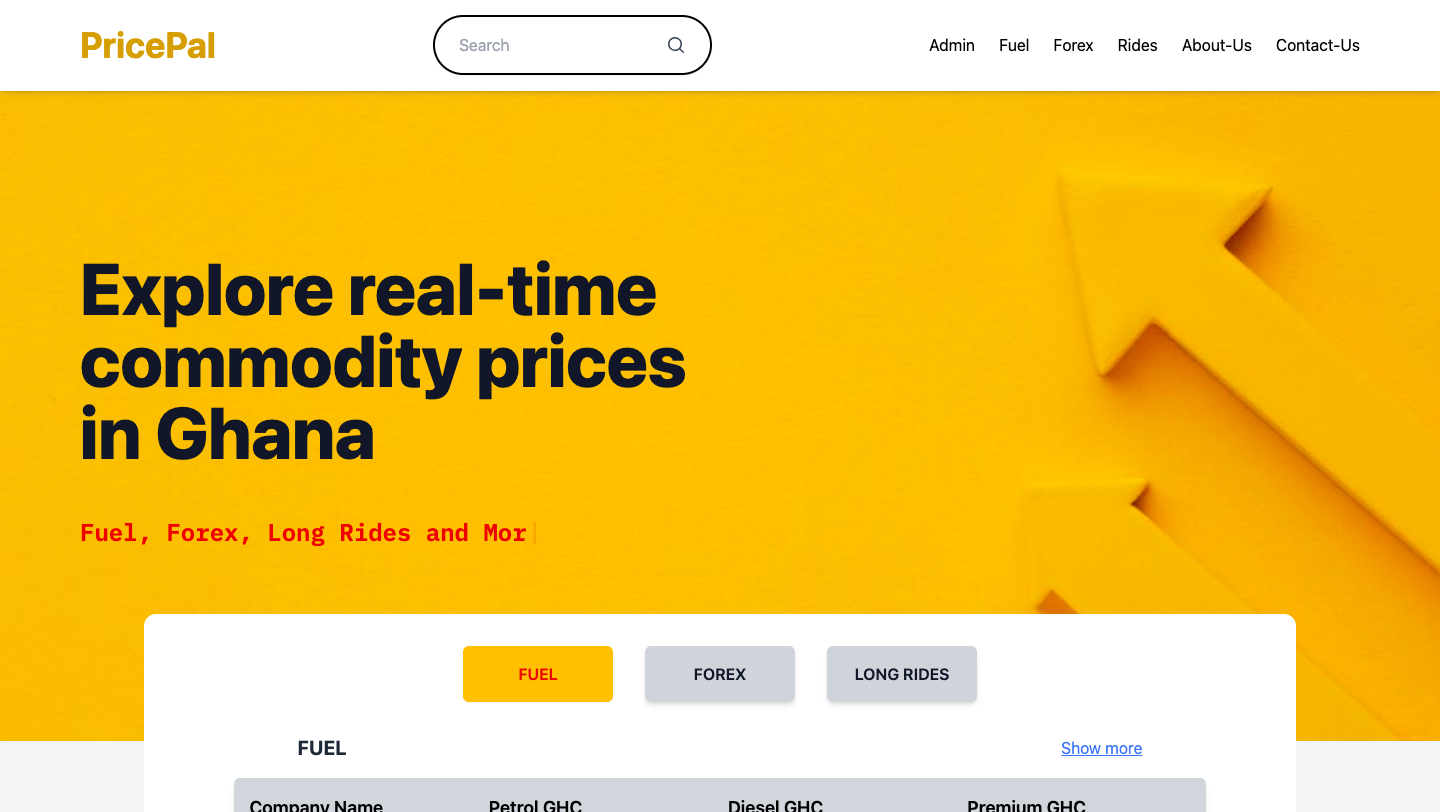 PricePal
Search
Admin Fuel Forex Rides About-Us Contact-Us
Explore real-time
commodity prices
in Ghana
Fuel, Forex, Long Rides and Mor
FUEL
FOREX
LONG RIDES
FUEL
Show more
Company Name Petrol GHC Diesel GHC Premium GHC